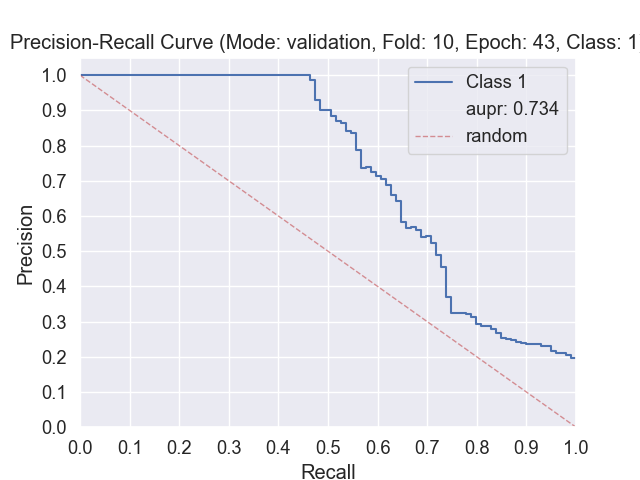 Precision-Recall Curve (Mode: validation, Fold: 10, Epoch: 43, Class: 1
1.0
0.9
0.8
0.7
0.6
0.5
0.4
0.3
0.2
0.1
0.0
Precision
Class 1
aupr: 0.734
random
0.0 0.1 0.2 0.3 0.4 0.5 0.6 0.7 0.8 0.9 1.0
Recall